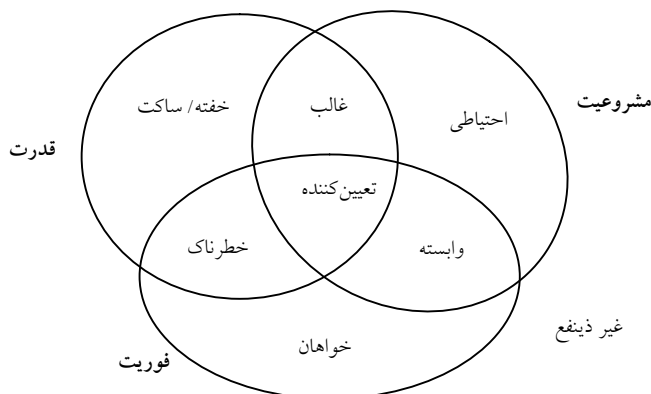 خفته/ ساکت
غالب
احتیاطی
مشروعیت
قدرت
تعیین‌کننده
خطرناک
وابسته
غیر ذینفع
خواهان
فوریت